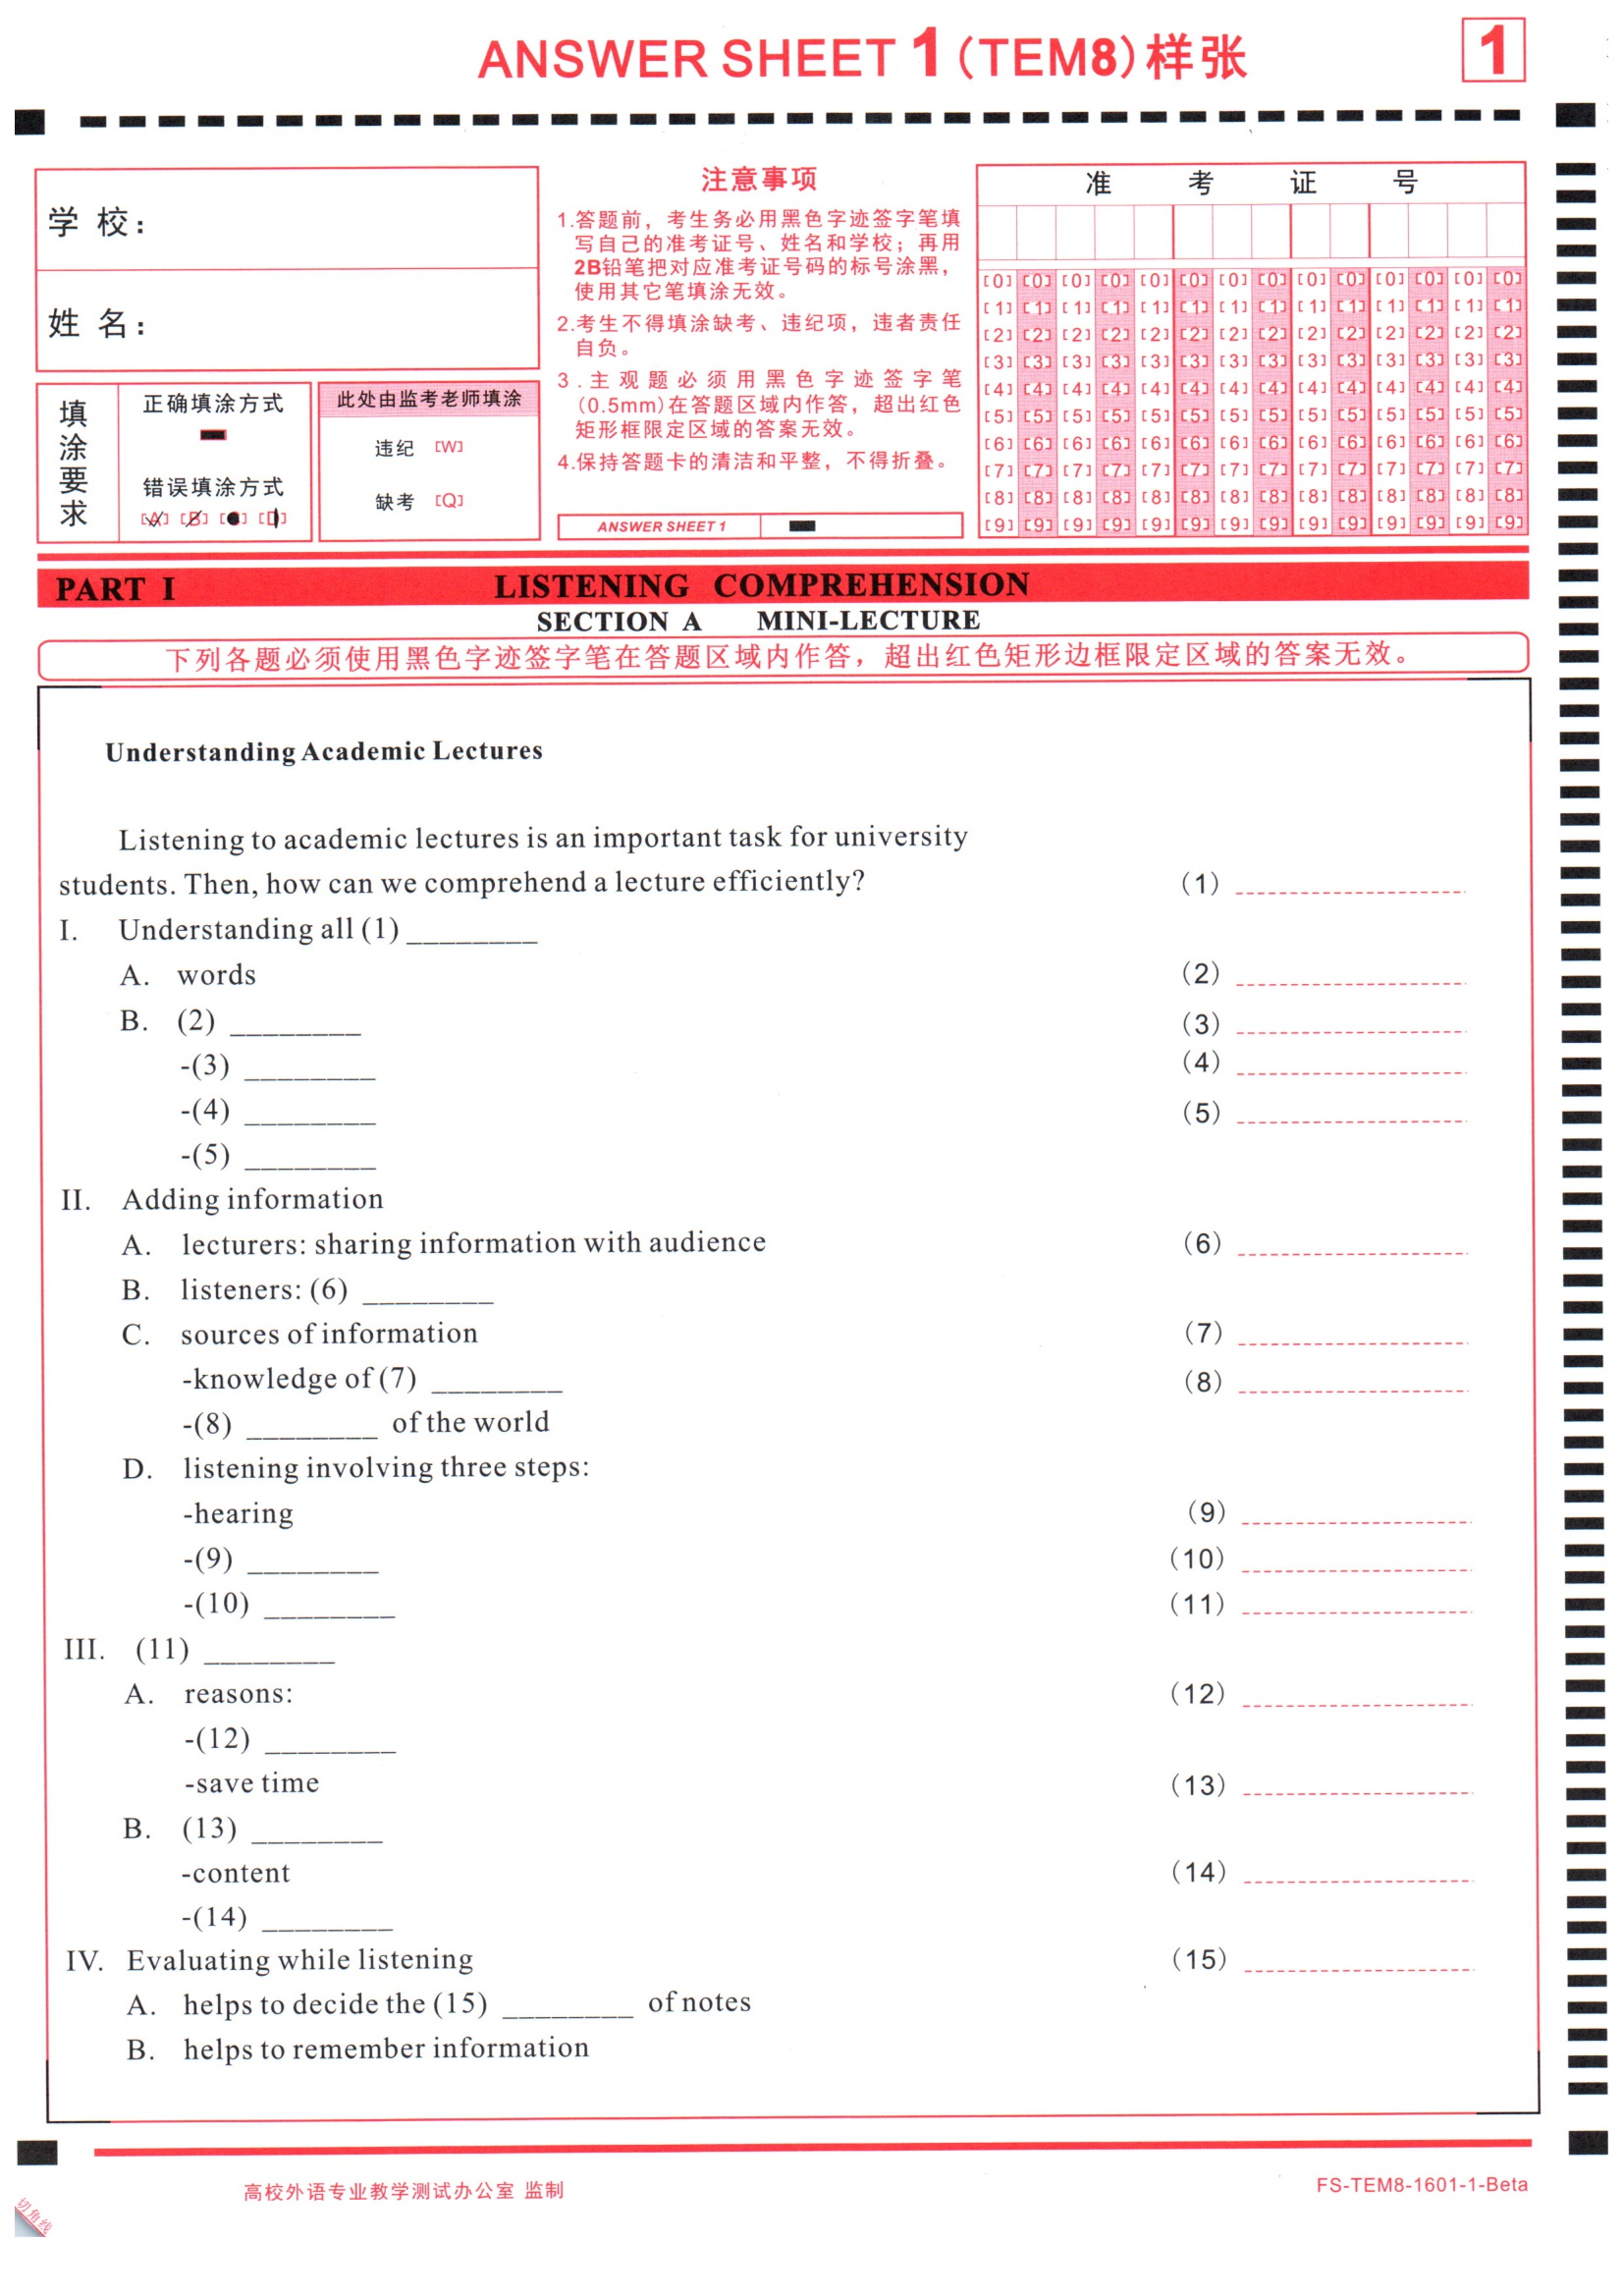 ANSWER SHEET 1 (TEM8) 样张
1
学 校：
姓 名：
填涂要求
正确填涂方式
错误填涂方式
[A] [B] [ ] [D]
此处由监考老师填涂
违纪 [W]
缺考 [Q]
注意事项
1.答题前，考生务必用黑色字迹签字笔填
写自己的准考证号、姓名和学校；再用
2B铅笔把对应准考证号码的标号涂黑，
使用其它笔填涂无效。
2.考生不得填涂缺考、违纪项，违者责任
自负。
3.主观题必须用黑色字迹签字笔
(0.5mm)在答题区域内作答，超出红色
矩形框限定区域的答案无效。
4.保持答题卡的清洁和平整，不得折叠。
ANSWER SHEET 1
准 考 证 号
[0] [0] [0] [0] [0] [0] [0] [0] [0] [0] [0] [0] [0] [0]
[1] [1] [1] [1] [1] [1] [1] [1] [1] [1] [1] [1] [1] [1]
[2] [2] [2] [2] [2] [2] [2] [2] [2] [2] [2] [2] [2] [2]
[3] [3] [3] [3] [3] [3] [3] [3] [3] [3] [3] [3] [3] [3]
[4] [4] [4] [4] [4] [4] [4] [4] [4] [4] [4] [4] [4] [4]
[5] [5] [5] [5] [5] [5] [5] [5] [5] [5] [5] [5] [5] [5]
[6] [6] [6] [6] [6] [6] [6] [6] [6] [6] [6] [6] [6] [6]
[7] [7] [7] [7] [7] [7] [7] [7] [7] [7] [7] [7] [7] [7]
[8] [8] [8] [8] [8] [8] [8] [8] [8] [8] [8] [8] [8] [8]
[9] [9] [9] [9] [9] [9] [9] [9] [9] [9] [9] [9] [9] [9]
PART I LISTENING COMPREHENSION
SECTION A MINI-LECTURE
下列各题必须使用黑色字迹签字笔在答题区域内作答，超出红色矩形边框限定区域的答案无效。
Understanding Academic Lectures
Listening to academic lectures is an important task for university
students. Then, how can we comprehend a lecture efficiently? (1) ________
I. Understanding all (1) ________
A. words (2) ________
B. (2) ________ (3) ________
-(3) ________ (4) ________
-(4) ________ (5) ________
-(5) ________
II. Adding information
A. lecturers: sharing information with audience (6) ________
B. listeners: (6) ________
C. sources of information (7) ________
-knowledge of (7) ________ (8) ________
-(8) ________ of the world
D. listening involving three steps:
-hearing (9) ________
-(9) ________ (10) ________
-(10) ________ (11) ________
III. (11) ________
A. reasons: (12) ________
-(12) ________
-save time (13) ________
B. (13) ________
-content (14) ________
-(14) ________
IV. Evaluating while listening (15) ________
A. helps to decide the (15) ________ of notes
B. helps to remember information
高校外语专业教学测试办公室 监制
FS-TEM8-1601-1-Beta
切角线